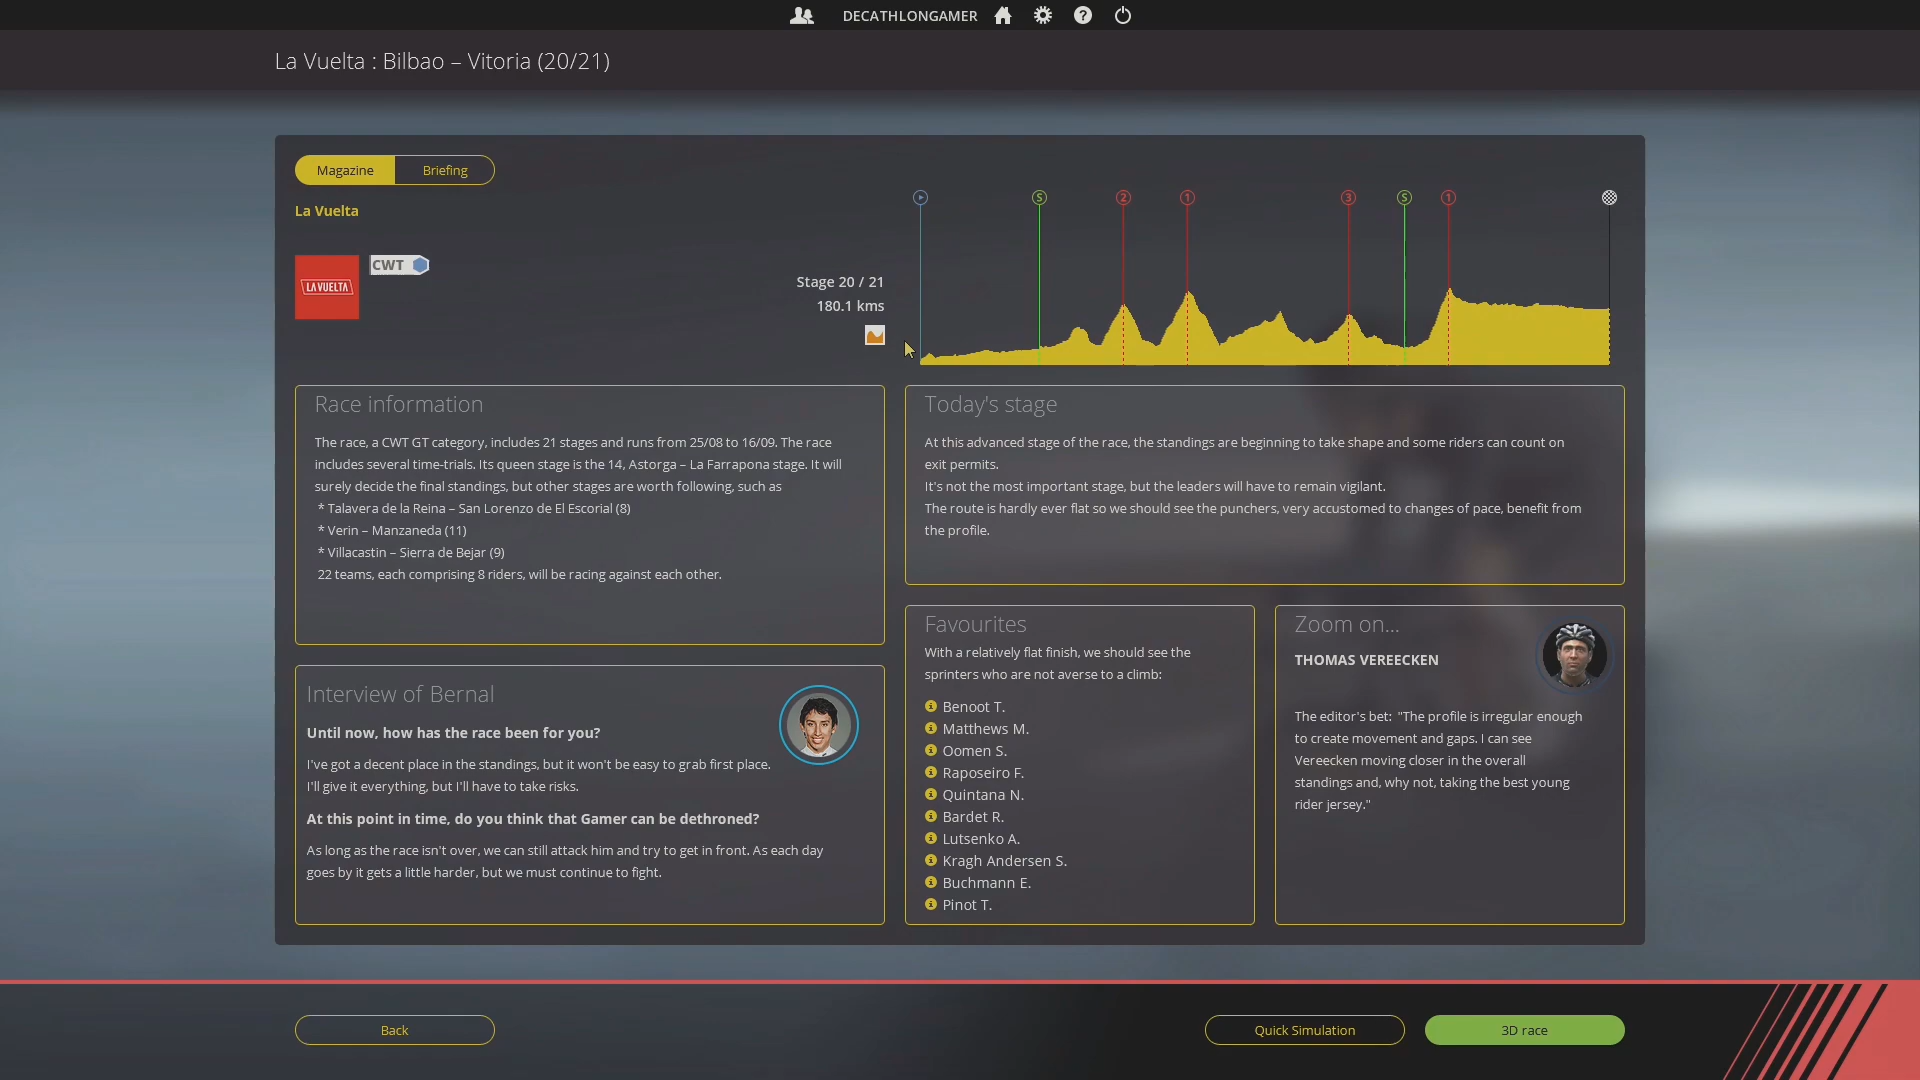 DECATHLONGAMER
La Vuelta : Bilbao – Vitoria (20/21)
Magazine
Briefing
La Vuelta
LA VUELTA
CWT
Stage 20 / 21
180.1 kms
S
2
1
3
S
1
Race information
The race, a CWT GT category, includes 21 stages and runs from 25/08 to 16/09. The race
includes several time-trials. Its queen stage is the 14, Astorga – La Farrapona stage. It will
surely decide the final standings, but other stages are worth following, such as
* Talavera de la Reina – San Lorenzo de El Escorial (8)
* Verin – Manzaneda (11)
* Villacastin – Sierra de Bejar (9)
22 teams, each comprising 8 riders, will be racing against each other.
Today's stage
At this advanced stage of the race, the standings are beginning to take shape and some riders can count on
exit permits.
It's not the most important stage, but the leaders will have to remain vigilant.
The route is hardly ever flat so we should see the punchers, very accustomed to changes of pace, benefit from
the profile.
Interview of Bernal
Until now, how has the race been for you?
I've got a decent place in the standings, but it won't be easy to grab first place.
I'll give it everything, but I'll have to take risks.
At this point in time, do you think that Gamer can be dethroned?
As long as the race isn't over, we can still attack him and try to get in front. As each day
goes by it gets a little harder, but we must continue to fight.
Favourites
With a relatively flat finish, we should see the
sprinters who are not averse to a climb:
Benoot T.
Matthews M.
Oomen S.
Raposeiro F.
Quintana N.
Bardet R.
Lutsenko A.
Kragh Andersen S.
Buchmann E.
Pinot T.
Zoom on...
THOMAS VEREECKEN
The editor's bet: "The profile is irregular enough
to create movement and gaps. I can see
Vereecken moving closer in the overall
standings and, why not, taking the best young
rider jersey."
Back
Quick Simulation
3D race